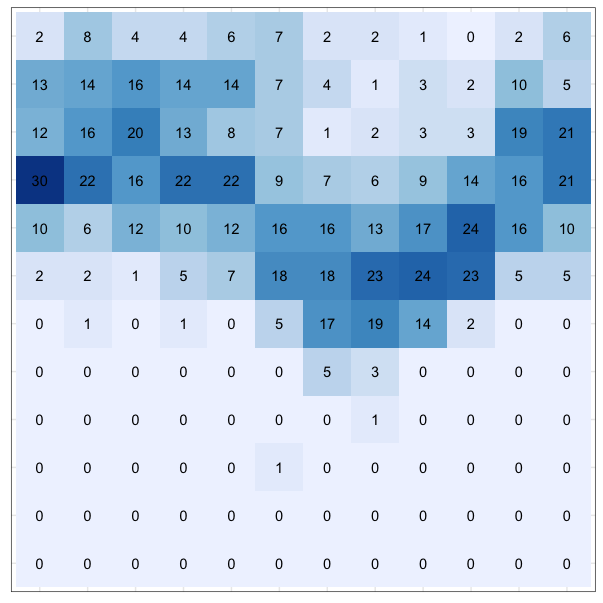 2 8 4 4 6 7 2 2 1 0 2 6
13 14 16 14 14 7 4 1 3 2 10 5
12 16 20 13 8 7 1 2 3 3 19 21
30 22 16 22 22 9 7 6 9 14 16 21
10 6 12 10 12 16 16 13 17 24 16 10
2 2 1 5 7 18 18 23 24 23 5 5
0 1 0 1 0 5 17 19 14 2 0 0
0 0 0 0 0 0 5 3 0 0 0 0
0 0 0 0 0 0 0 1 0 0 0 0
0 0 0 0 0 1 0 0 0 0 0 0
0 0 0 0 0 0 0 0 0 0 0 0
0 0 0 0 0 0 0 0 0 0 0 0